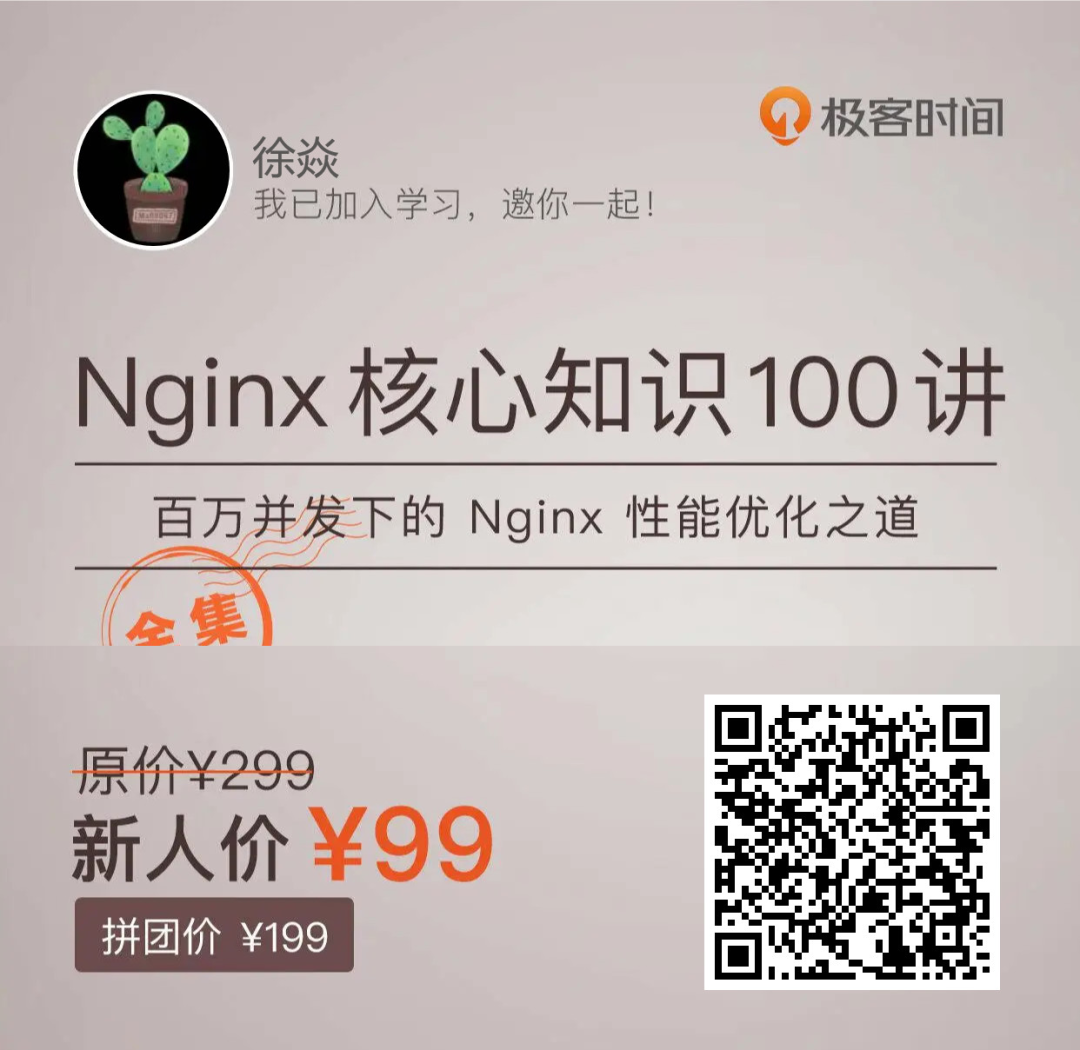 极客时间
徐焱
我已加入学习，邀你一起！
Nginx 核心知识100讲
百万并发下的 Nginx 性能优化之道
全集
原价¥299
新人价 ¥99
拼团价 ¥199